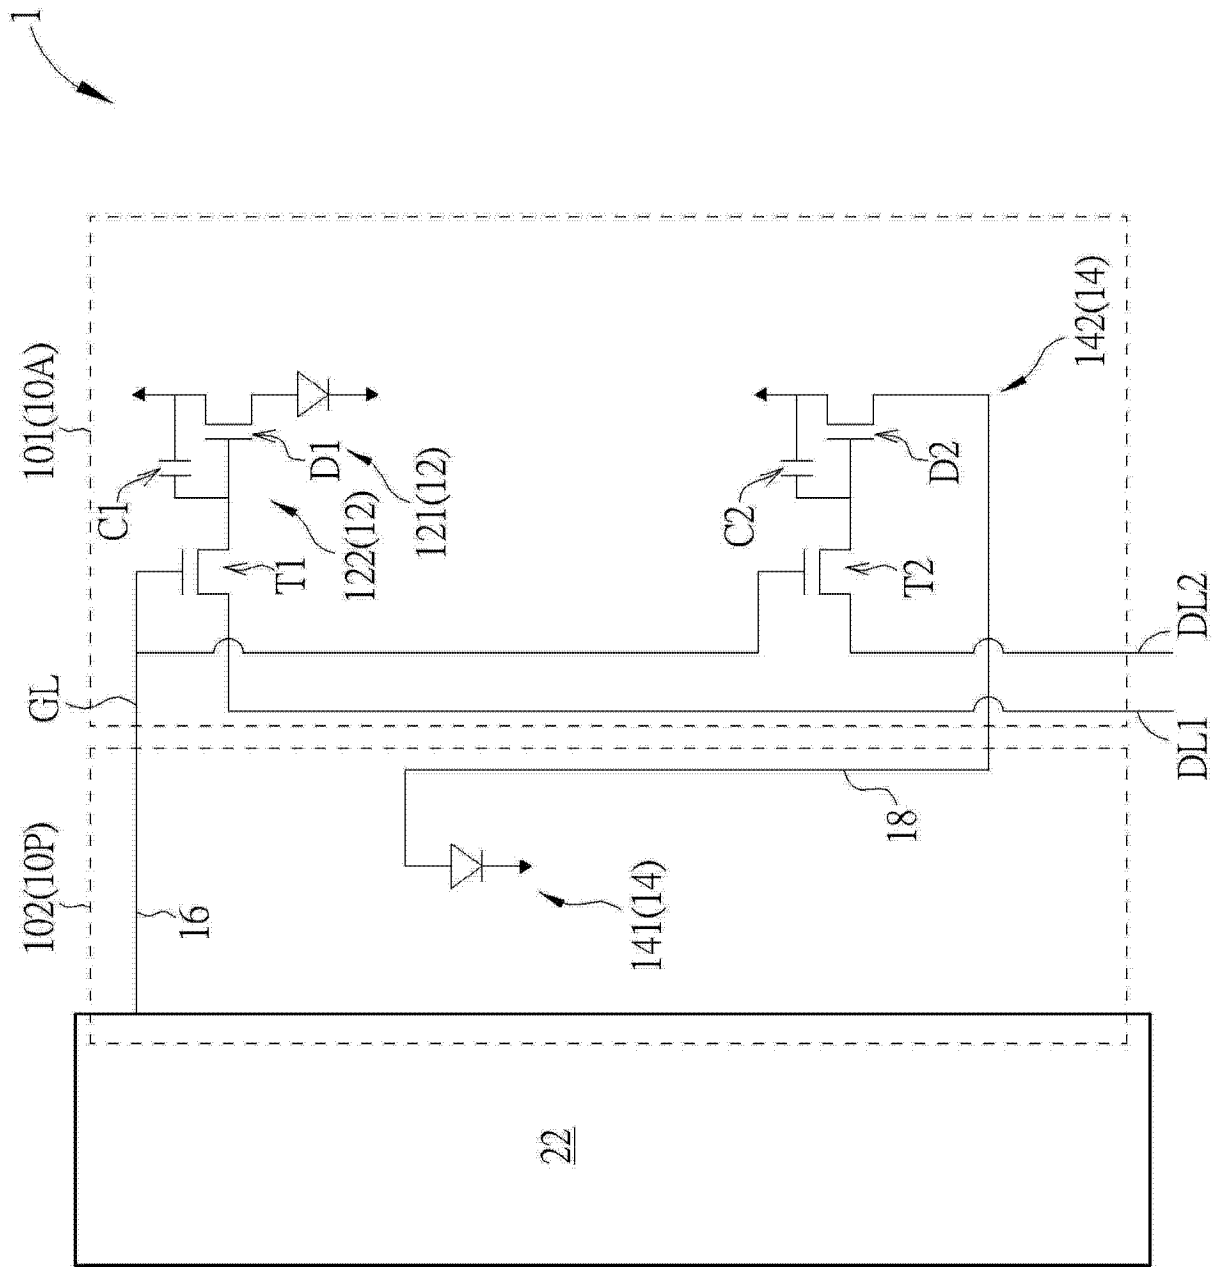 1
101(10A)
102(10P)
C1
D1
121(12)
122(12)
T1
GL
16
C2
D2
142(14)
T2
18
141(14)
DL2
DL1
22